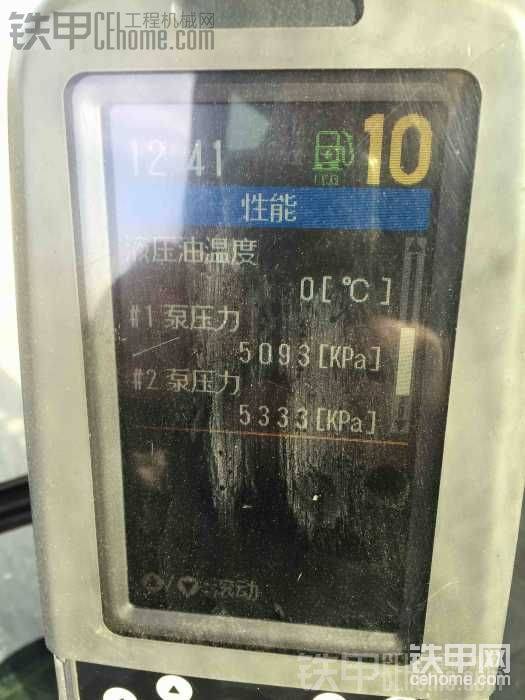 铁甲CE工程机械网
CEhome.com
12:41
10
性能
液压油温度
0[℃]
#1 泵压力
5093[KPa]
#2 泵压力
5333[KPa]
/ :滚动
铁甲网
cehome.com